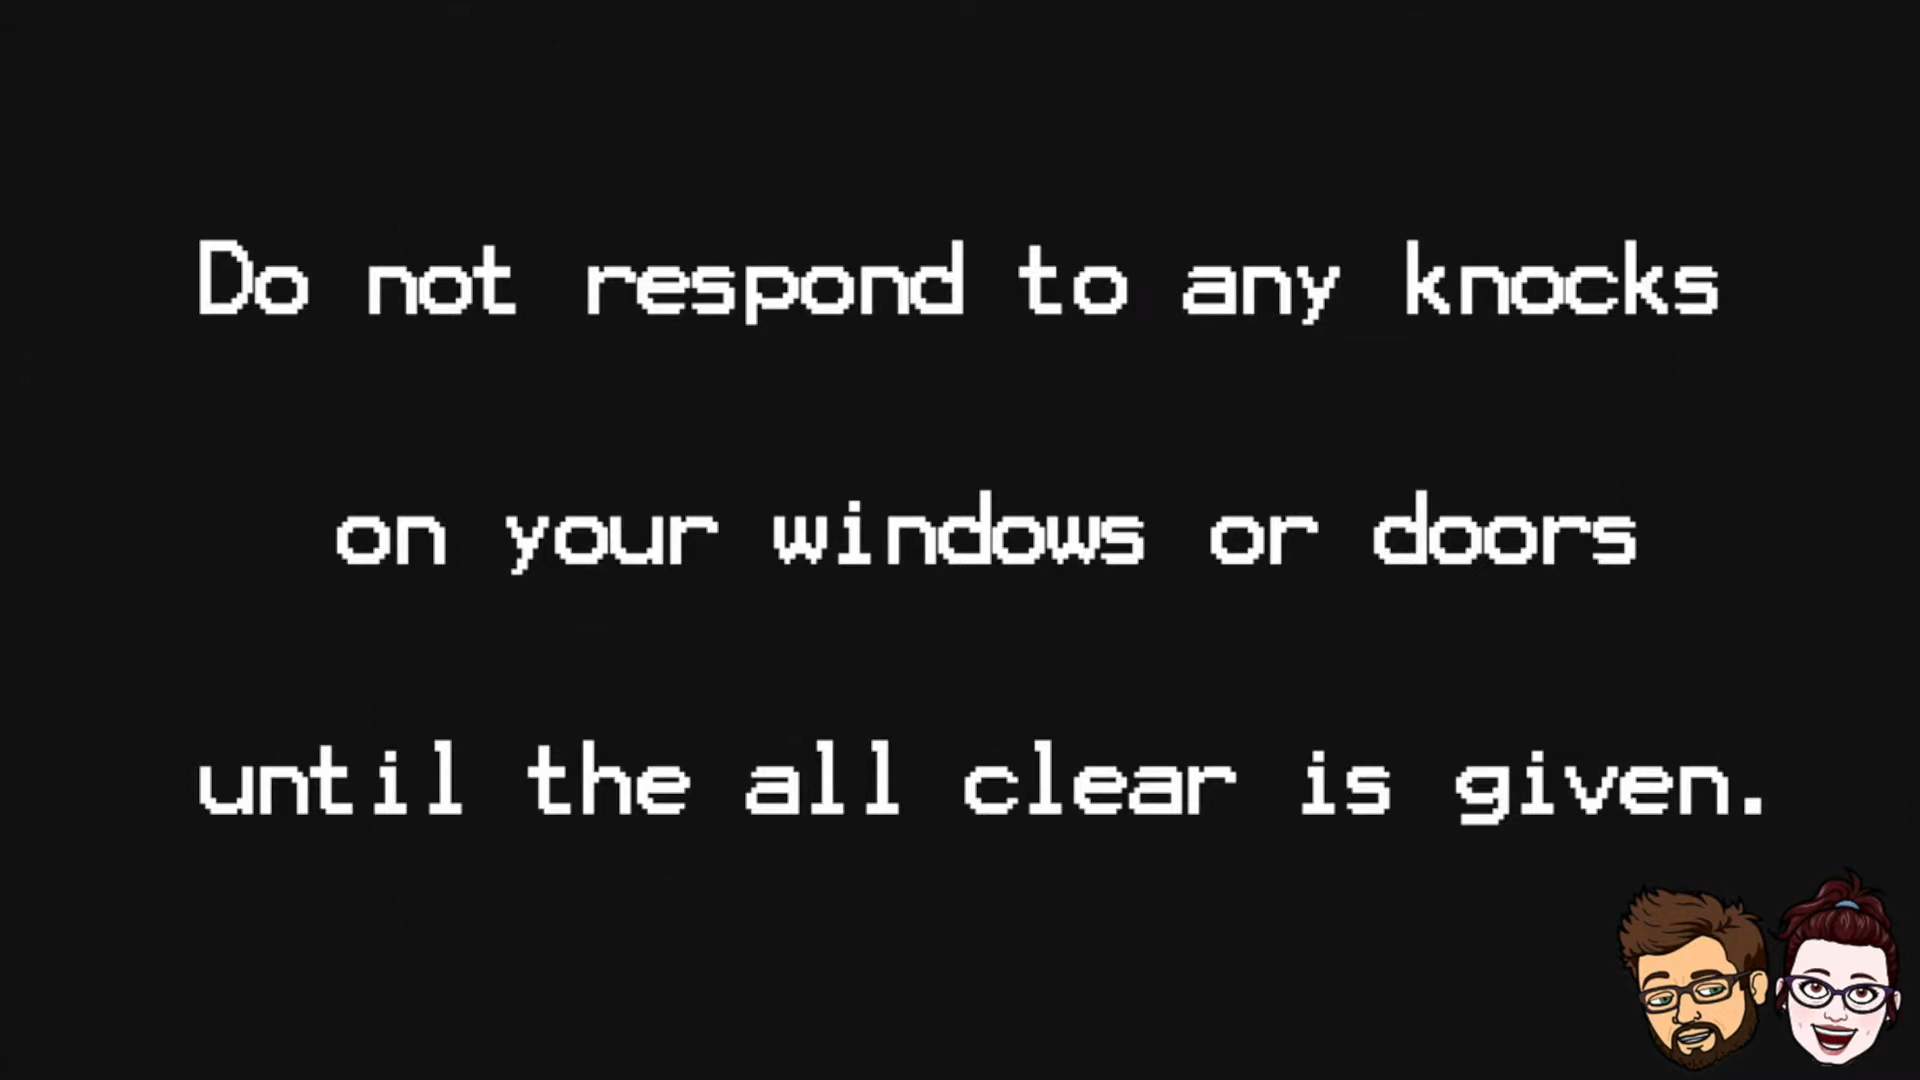 Do not respond to any knocks
on your windows or doors
until the all clear is given.